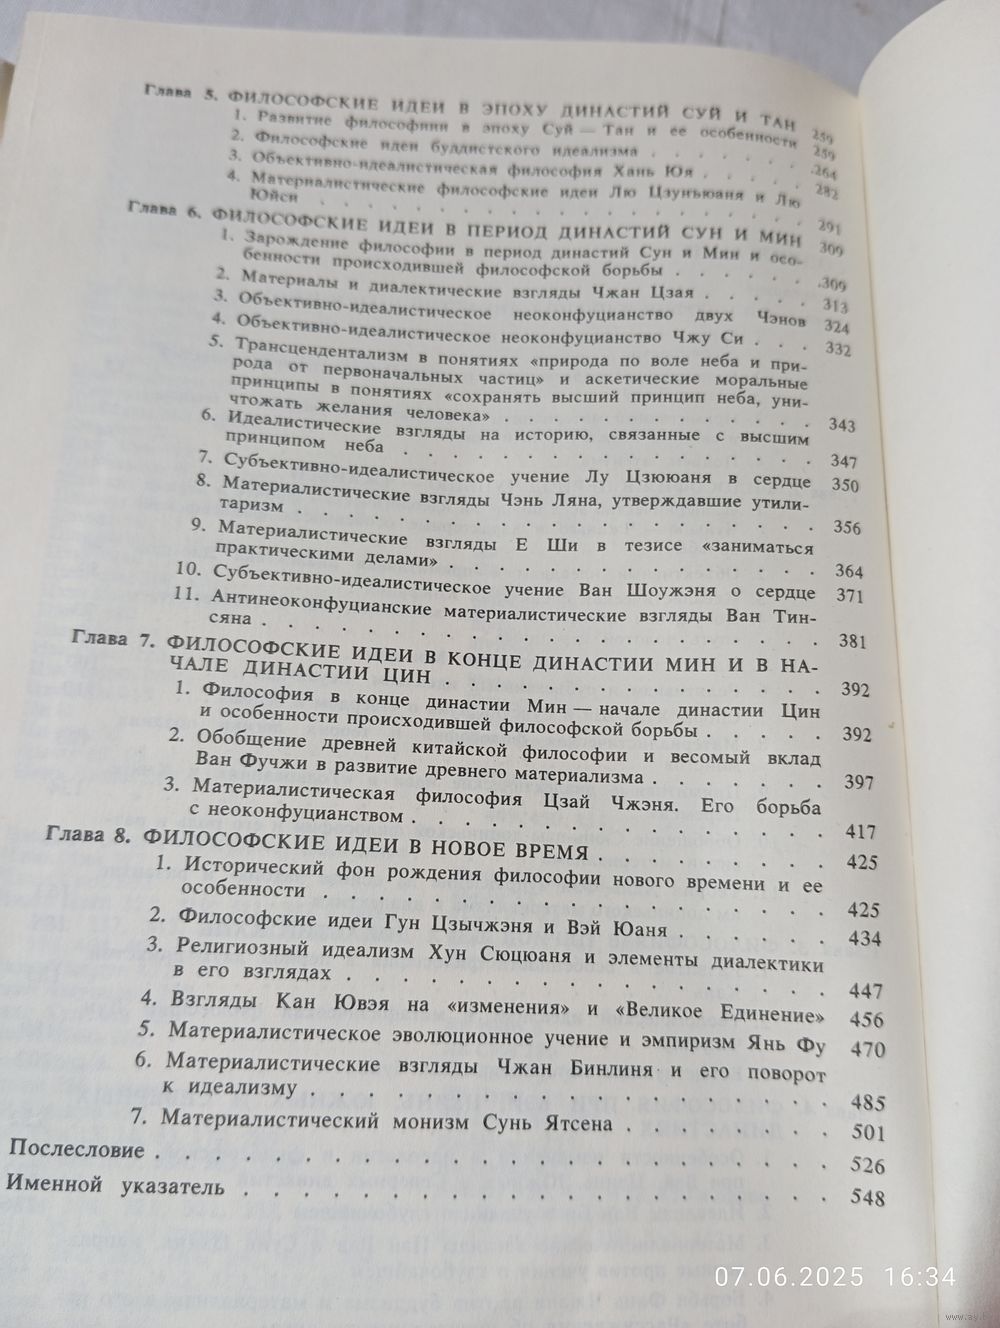 Глава 5. ФИЛОСОФСКИЕ ИДЕИ В ЭПОХУ ДИНАСТИЙ СУЙ И ТАН 259
1. Развитие философии в эпоху Суй — Тан и ее особенности 259
2. Философские идеи буддистского идеализма . . . . . . 264
3. Объективно-идеалистическая философия Хань Юя . . . . . 282
4. Материалистические философские идеи Лю Цзунъюаня и Лю
Юйси . . . . . . . . . . . . . . . . 291
Глава 6. ФИЛОСОФСКИЕ ИДЕИ В ПЕРИОД ДИНАСТИЙ СУН И МИН 309
1. Зарождение философии в период династий Сун и Мин и осо-
бенности происходившей философской борьбы . . . . . . 309
2. Материалы и диалектические взгляды Чжан Цзая . . . . . 313
3. Объективно-идеалистическое неоконфуцианство двух Чэнов 324
4. Объективно-идеалистическое неоконфуцианство Чжу Си . . . 332
5. Трансцендентализм в понятиях «природа по воле неба и при-
рода от первоначальных частиц» и аскетические моральные
принципы в понятиях «сохранять высший принцип неба, уни-
чтожать желания человека» . . . . . . . . . . . . 343
6. Идеалистические взгляды на историю, связанные с высшим
принципом неба . . . . . . . . . . . . . . . 347
7. Субъективно-идеалистическое учение Лу Цзююаня в сердце 350
8. Материалистические взгляды Чэнь Ляна, утверждавшие утили-
таризм . . . . . . . . . . . . . . . . . . 356
9. Материалистические взгляды Е Ши в тезисе «заниматься
практическими делами» . . . . . . . . . . . . . 364
10. Субъективно-идеалистическое учение Ван Шоужэня о сердце 371
11. Антинеоконфуцианские материалистические взгляды Ван Тин-
сяна . . . . . . . . . . . . . . . . . . . 381
Глава 7. ФИЛОСОФСКИЕ ИДЕИ В КОНЦЕ ДИНАСТИИ МИН И В НА-
ЧАЛЕ ДИНАСТИИ ЦИН . . . . . . . . . . . . . 392
1. Философия в конце династии Мин — начале династии Цин
и особенности происходившей философской борьбы . . . . . 392
2. Обобщение древней китайской философии и весомый вклад
Ван Фучжи в развитие древнего материализма . . . . . . 397
3. Материалистическая философия Цзай Чжэня. Его борьба
с неоконфуцианством . . . . . . . . . . . . . . 417
Глава 8. ФИЛОСОФСКИЕ ИДЕИ В НОВОЕ ВРЕМЯ . . . . . . . . 425
1. Исторический фон рождения философии нового времени и ее
особенности . . . . . . . . . . . . . . . . 425
2. Философские идеи Гун Цзычжэня и Вэй Юаня . . . . . . 434
3. Религиозный идеализм Хун Сюцюаня и элементы диалектики
в его взглядах . . . . . . . . . . . . . . . . 447
4. Взгляды Кан Ювэя на «изменения» и «Великое Единение» 456
5. Материалистическое эволюционное учение и эмпиризм Янь Фу 470
6. Материалистические взгляды Чжан Бинлиня и его поворот
к идеализму . . . . . . . . . . . . . . . . . 485
7. Материалистический монизм Сунь Ятсена . . . . . . . 501
Послесловие . . . . . . . . . . . . . . . . . . . . . . . 526
Именной указатель . . . . . . . . . . . . . . . . . . . . 548
07.06.2025 16:34